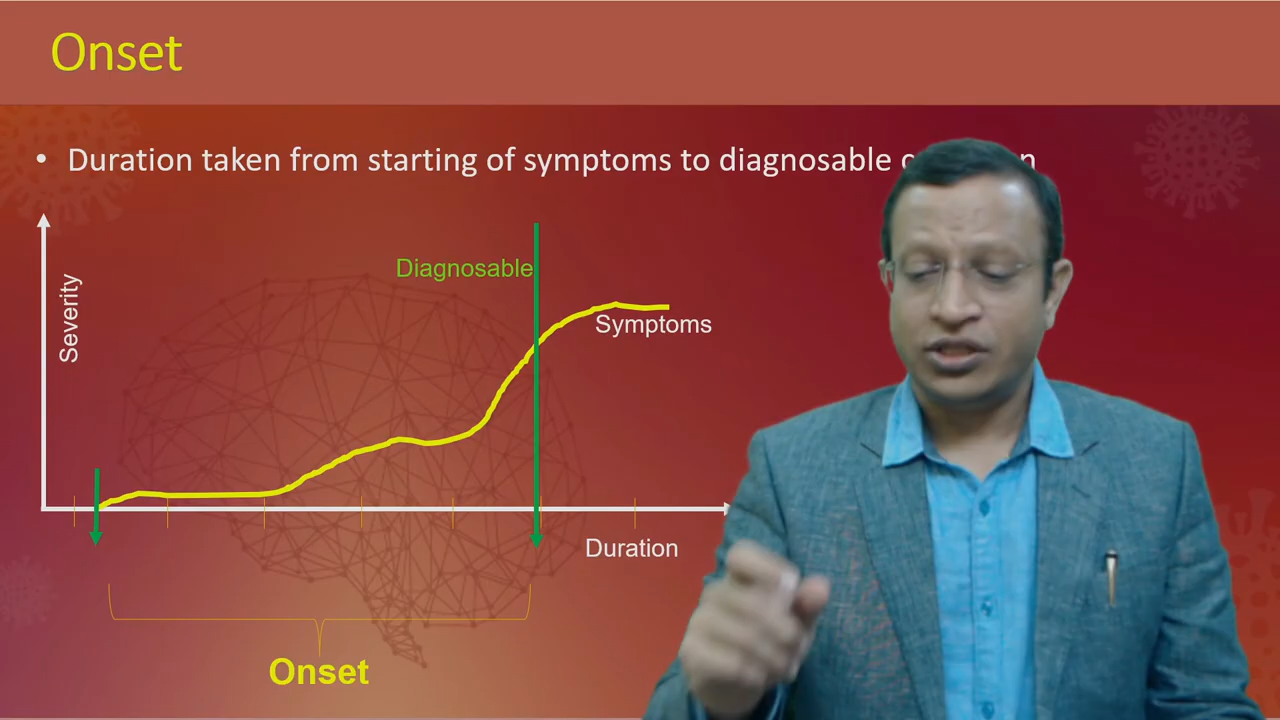 Onset
• Duration taken from starting of symptoms to diagnosable
Diagnosable
Severity
Symptoms
Duration
Onset